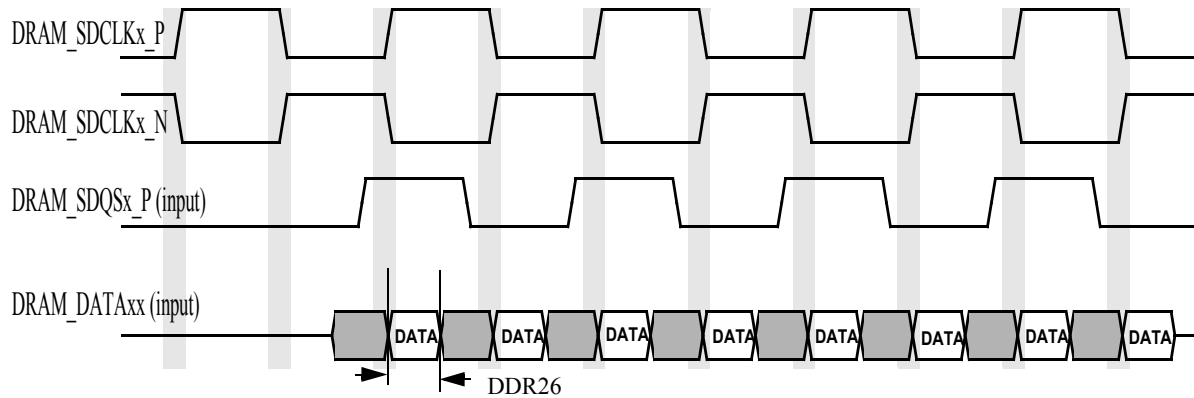 DRAM_SDCLKx_P
DRAM_SDCLKx_N
DRAM_SDQSx_P (input)
DRAM_DATAxx (input)
DATA DATA DATA DATA DATA DATA DATA DATA
DDR26